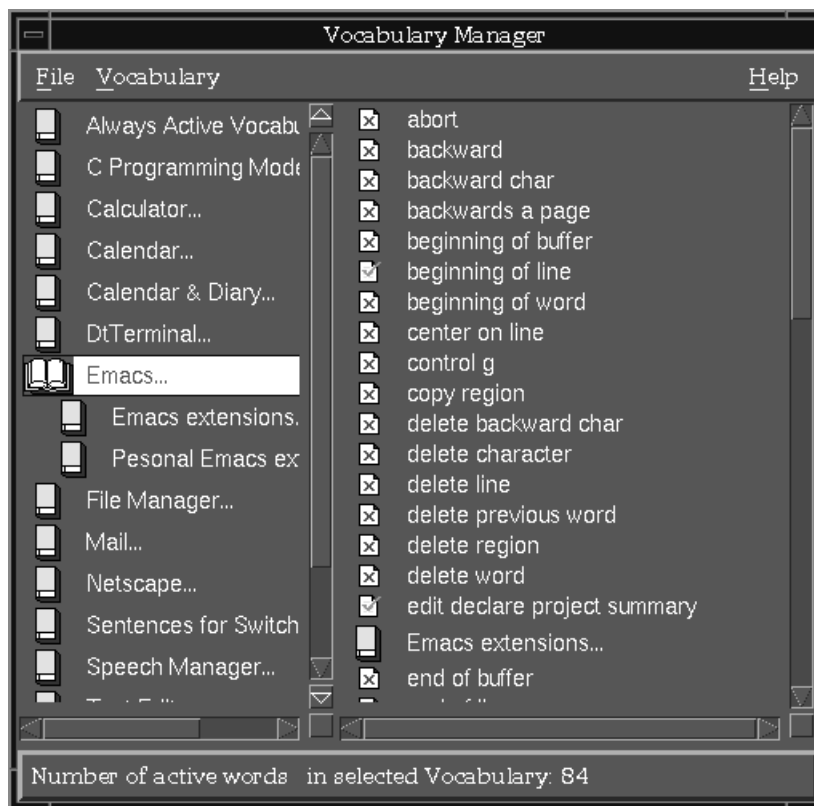 Vocabulary Manager
File Vocabulary Help
Always Active Vocabu
C Programming Mode
Calculator...
Calendar...
Calendar & Diary...
DtTerminal...
Emacs...
Emacs extensions.
Pesonal Emacs ex
File Manager...
Mail...
Netscape...
Sentences for Switch
Speech Manager...
abort
backward
backward char
backwards a page
beginning of buffer
beginning of line
beginning of word
center on line
control g
copy region
delete backward char
delete character
delete line
delete previous word
delete region
delete word
edit declare project summary
Emacs extensions...
end of buffer
Number of active words in selected Vocabulary: 84